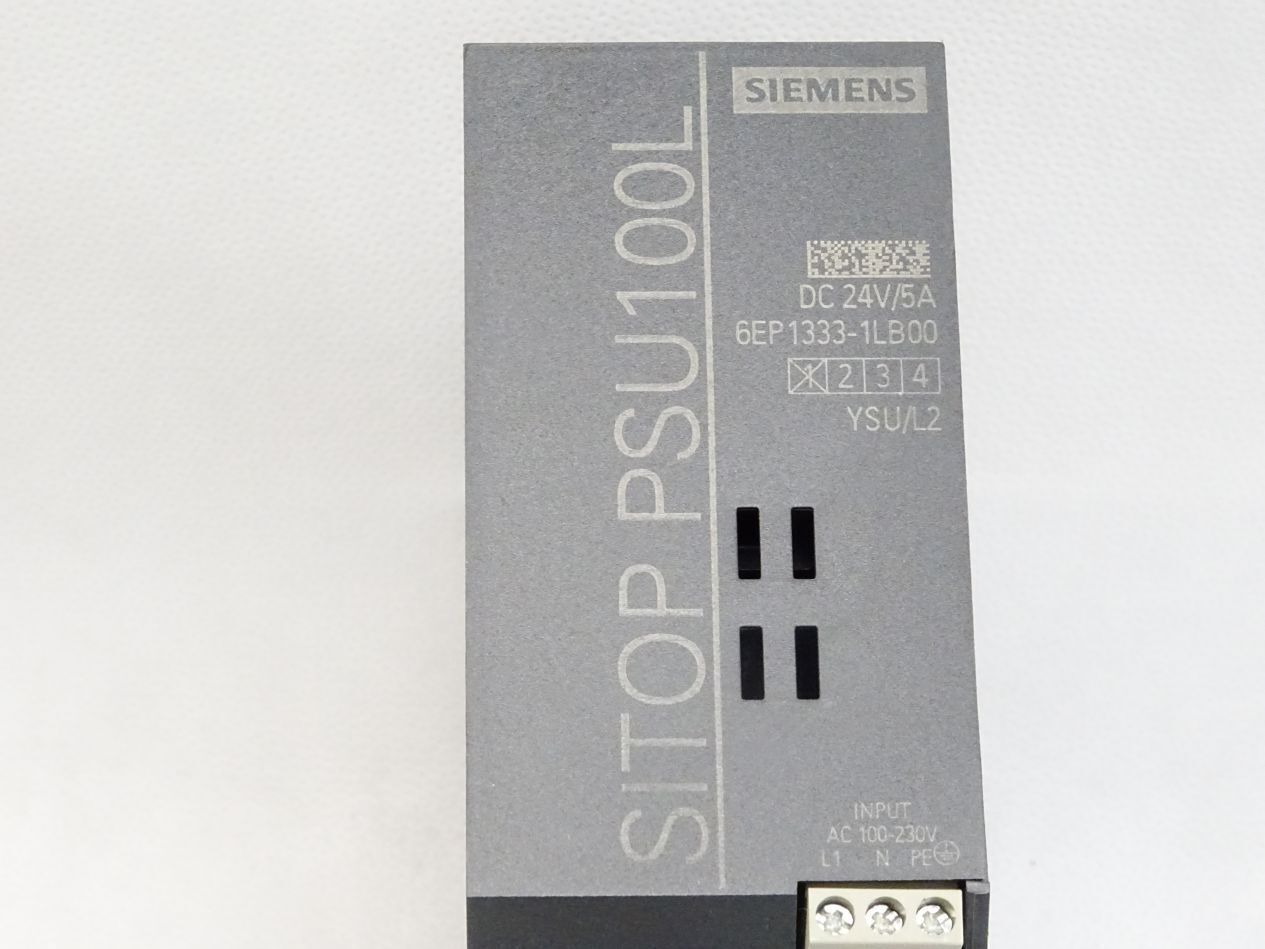 SITOP PSU100L
SIEMENS
DC 24V/5A
6EP1333-1LB00
1 2 3 4
YSU/L2
INPUT
AC 100-230V
L1 N PE